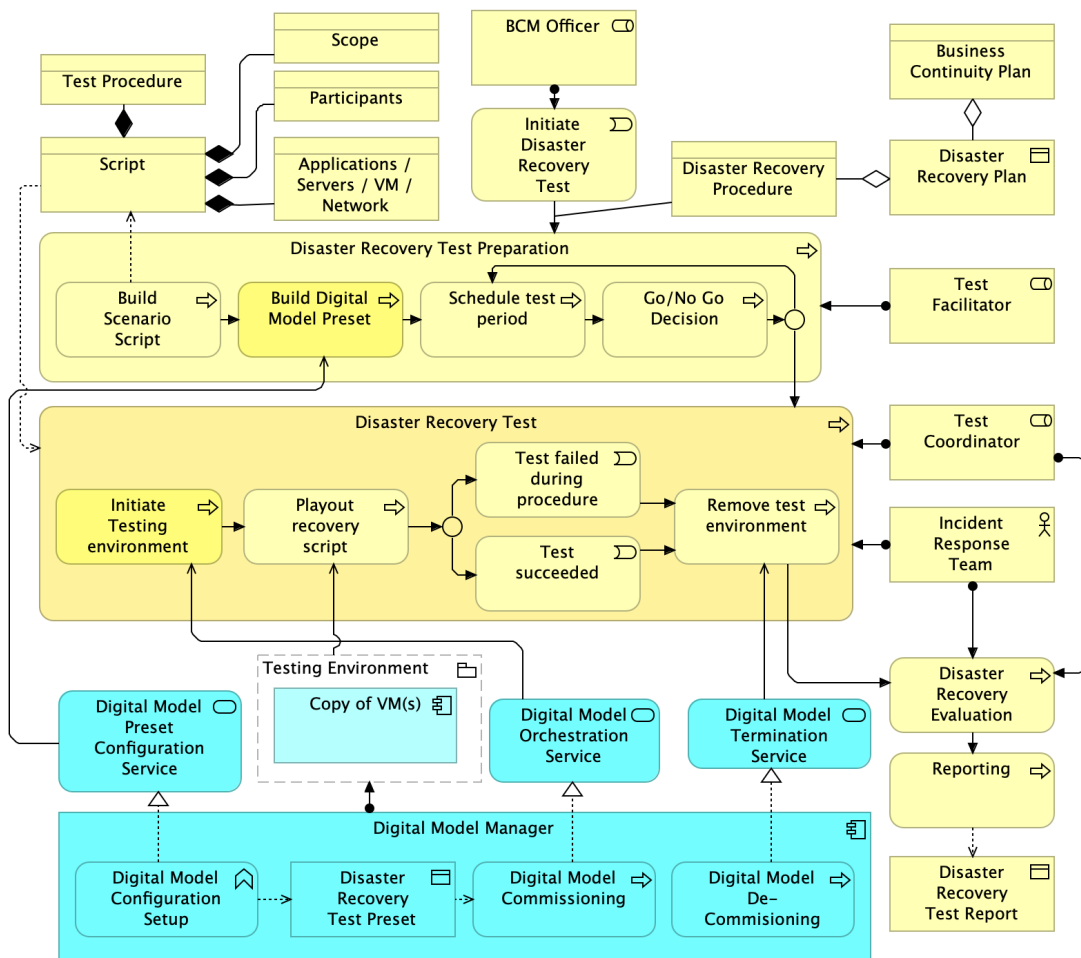 Scope
BCM Officer
Business
Continuity Plan
Test Procedure
Participants
Initiate
Disaster
Recovery
Test
Script
Applications /
Servers / VM /
Network
Disaster Recovery
Procedure
Disaster
Recovery Plan
Disaster Recovery Test Preparation
Build
Scenario
Script
Build Digital
Model Preset
Schedule test
period
Go/No Go
Decision
Test
Facilitator
Disaster Recovery Test
Test
Coordinator
Initiate
Testing
environment
Playout
recovery
script
Test failed
during
procedure
Test
succeeded
Remove test
environment
Incident
Response
Team
Testing Environment
Copy of VM(s)
Digital Model
Preset
Configuration
Service
Digital Model
Orchestration
Service
Digital Model
Termination
Service
Disaster
Recovery
Evaluation
Reporting
Digital Model Manager
Digital Model
Configuration
Setup
Disaster
Recovery
Test Preset
Digital Model
Commissioning
Digital Model
De-
Commisioning
Disaster
Recovery
Test Report